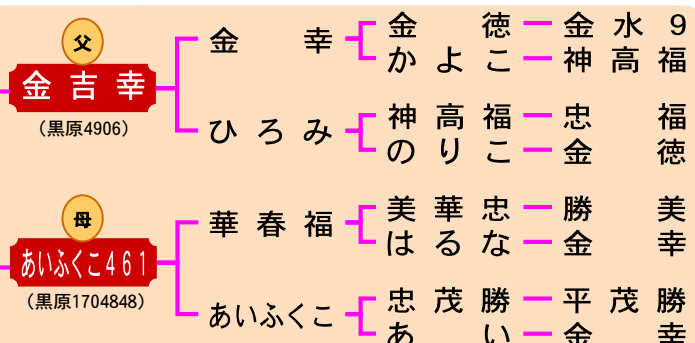 父
金吉幸
(黒原4906)
金幸
金徳
金水9
かよこ
神高福
ひろみ
神高福
忠福
のりこ
金徳
母
あいふくこ461
(黒原1704848)
華春福
美華忠
勝美
はるな
金幸
あいふくこ
忠茂勝
平茂勝
あい
金幸